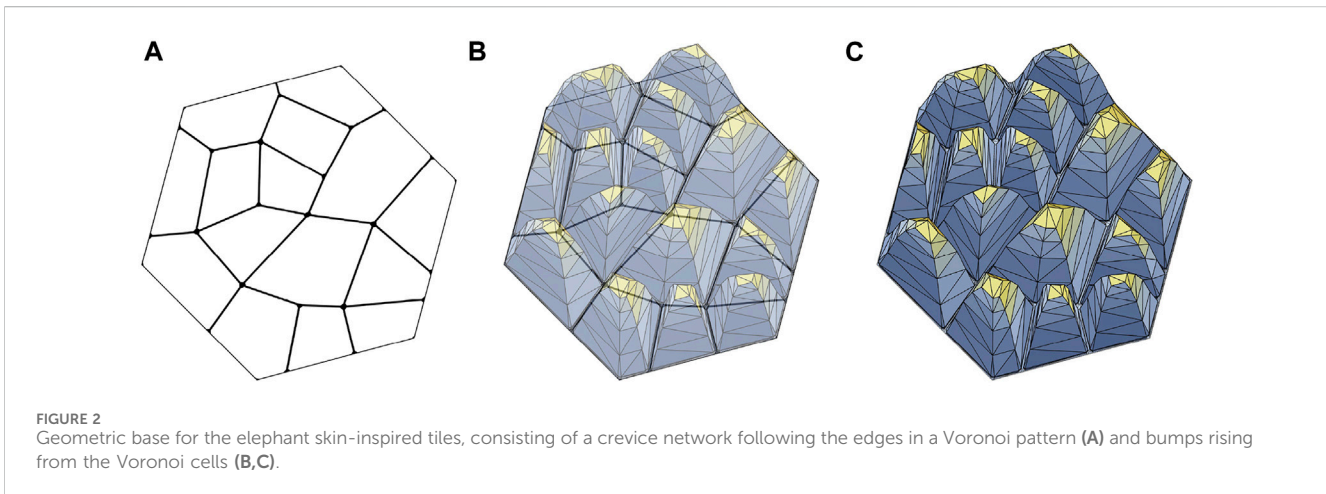 A
B
C
FIGURE 2
Geometric base for the elephant skin-inspired tiles, consisting of a crevice network following the edges in a Voronoi pattern (A) and bumps rising
from the Voronoi cells (B,C).